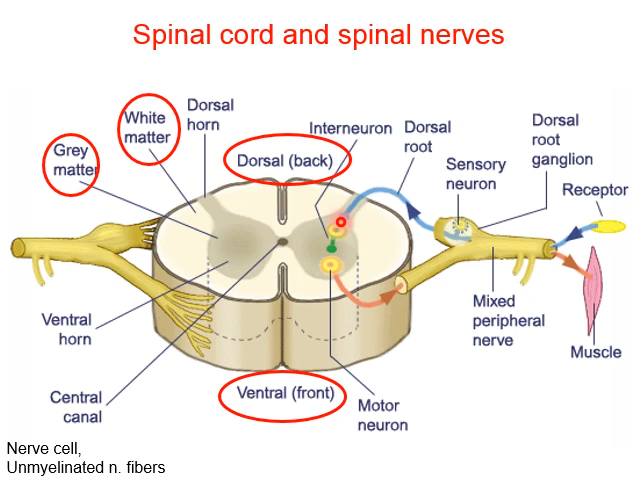 Spinal cord and spinal nerves
Dorsal
horn
White
matter
Grey
matter
Dorsal (back)
Interneuron
Dorsal
root
Sensory
neuron
Dorsal
root
ganglion
Receptor
Ventral
horn
Central
canal
Ventral (front)
Motor
neuron
Mixed
peripheral
nerve
Muscle
Nerve cell,
Unmyelinated n. fibers